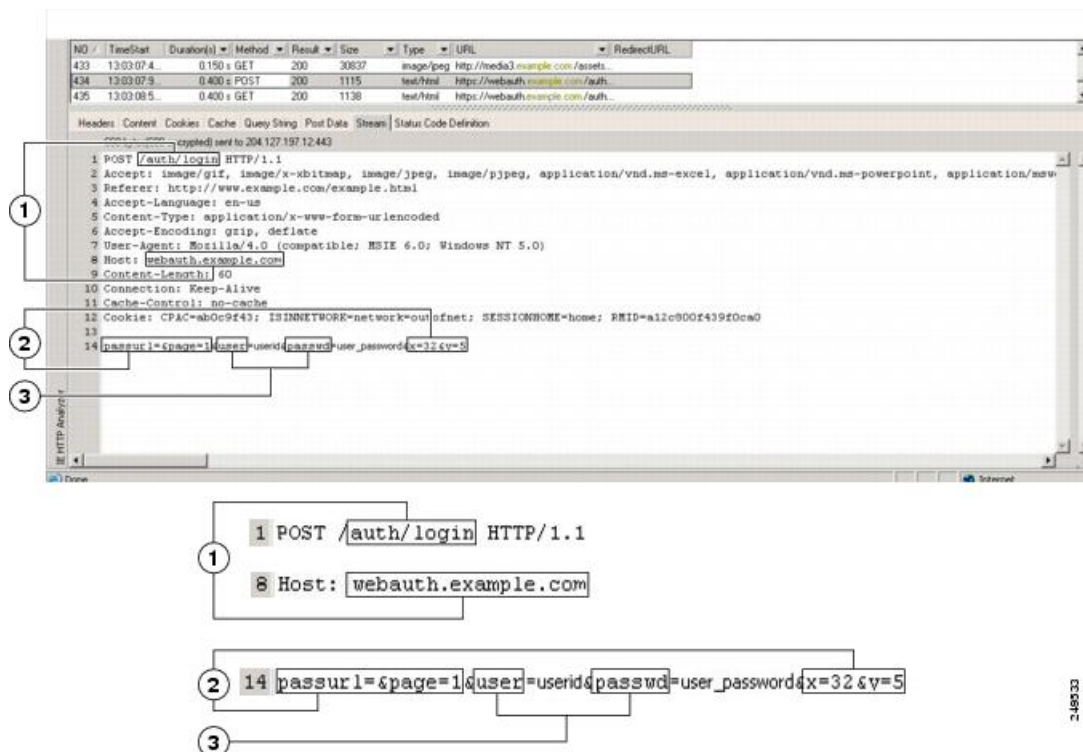 NO TimeStart Duration(s) Method Result Size Type URL RedirectURL
433 13:03:07:4... 0.150 s GET 200 30837 image/jpeg http://media3.example.com/assets...
434 13:03:07:9... 0.400 s POST 200 1115 text/html https://webauth.example.com/auth...
435 13:03:08:5... 0.400 s GET 200 1138 text/html https://webauth.example.com/auth...
Headers Content Cookies Cache Query String Post Data Stream Status Code Definition
sent to 204.127.197.12:443
1 POST /auth/login HTTP/1.1
2 Accept: image/gif, image/x-xbitmap, image/jpeg, image/pjpeg, application/vnd.ms-excel, application/vnd.ms-powerpoint, application/msw
3 Referer: http://www.example.com/example.html
4 Accept-Language: en-us
1
5 Content-Type: application/x-www-form-urlencoded
6 Accept-Encoding: gzip, deflate
7 User-Agent: Mozilla/4.0 (compatible; MSIE 6.0; Windows NT 5.0)
8 Host: webauth.example.com
9 Content-Length: 60
10 Connection: Keep-Alive
11 Cache-Control: no-cache
12 Cookie: CPAC=ab0c9f43; ISINNETWORK=network=outofnet; SESSIONHOME=home; RMID=a12c800f439f0ca0
13
2
14 passurl=&page=1&user=userid&passwd=user_password&x=32&y=5
3
IE HTTP Analyzer
Done Internet
1 POST /auth/login HTTP/1.1
1
8 Host: webauth.example.com
2
14 passurl=&page=1&user=userid&passwd=user_password&x=32&y=5
3
249533